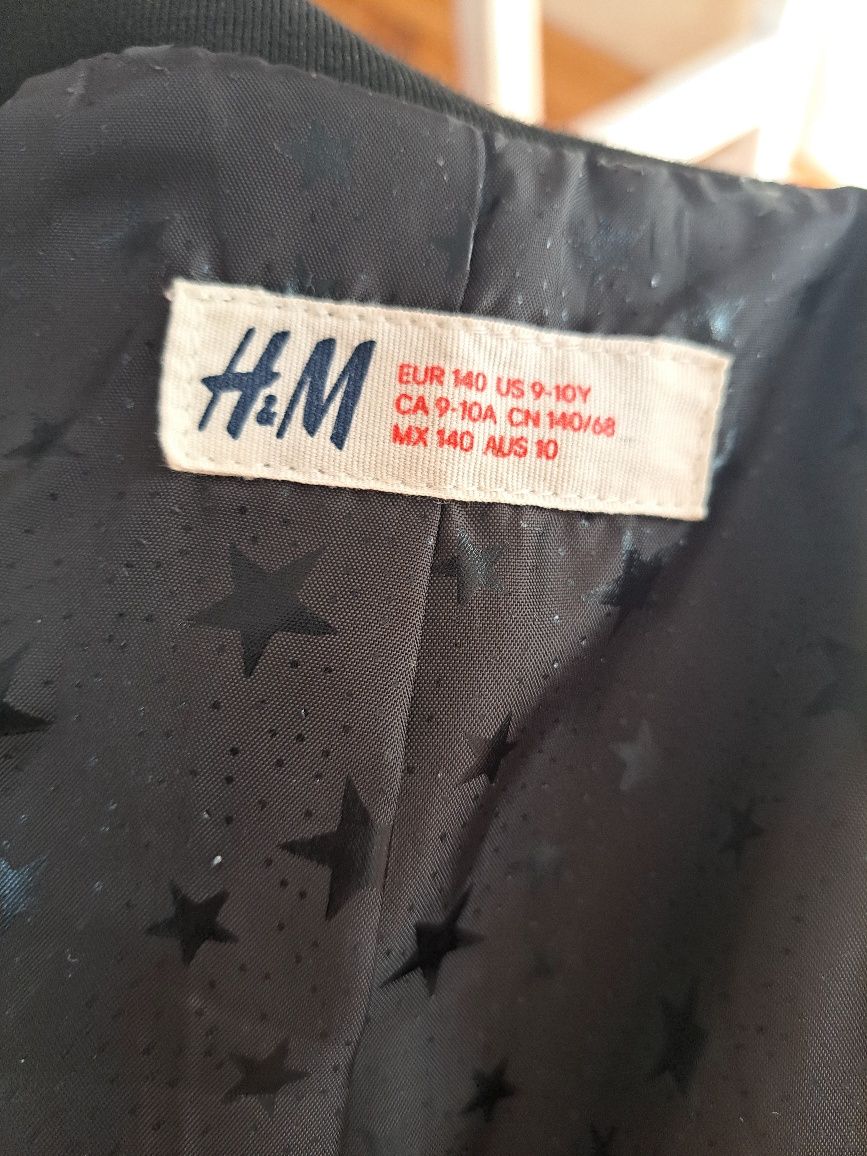 H&M
EUR 140 US 9-10Y
CA 9-10A CN 140/68
MX 140 AUS 10